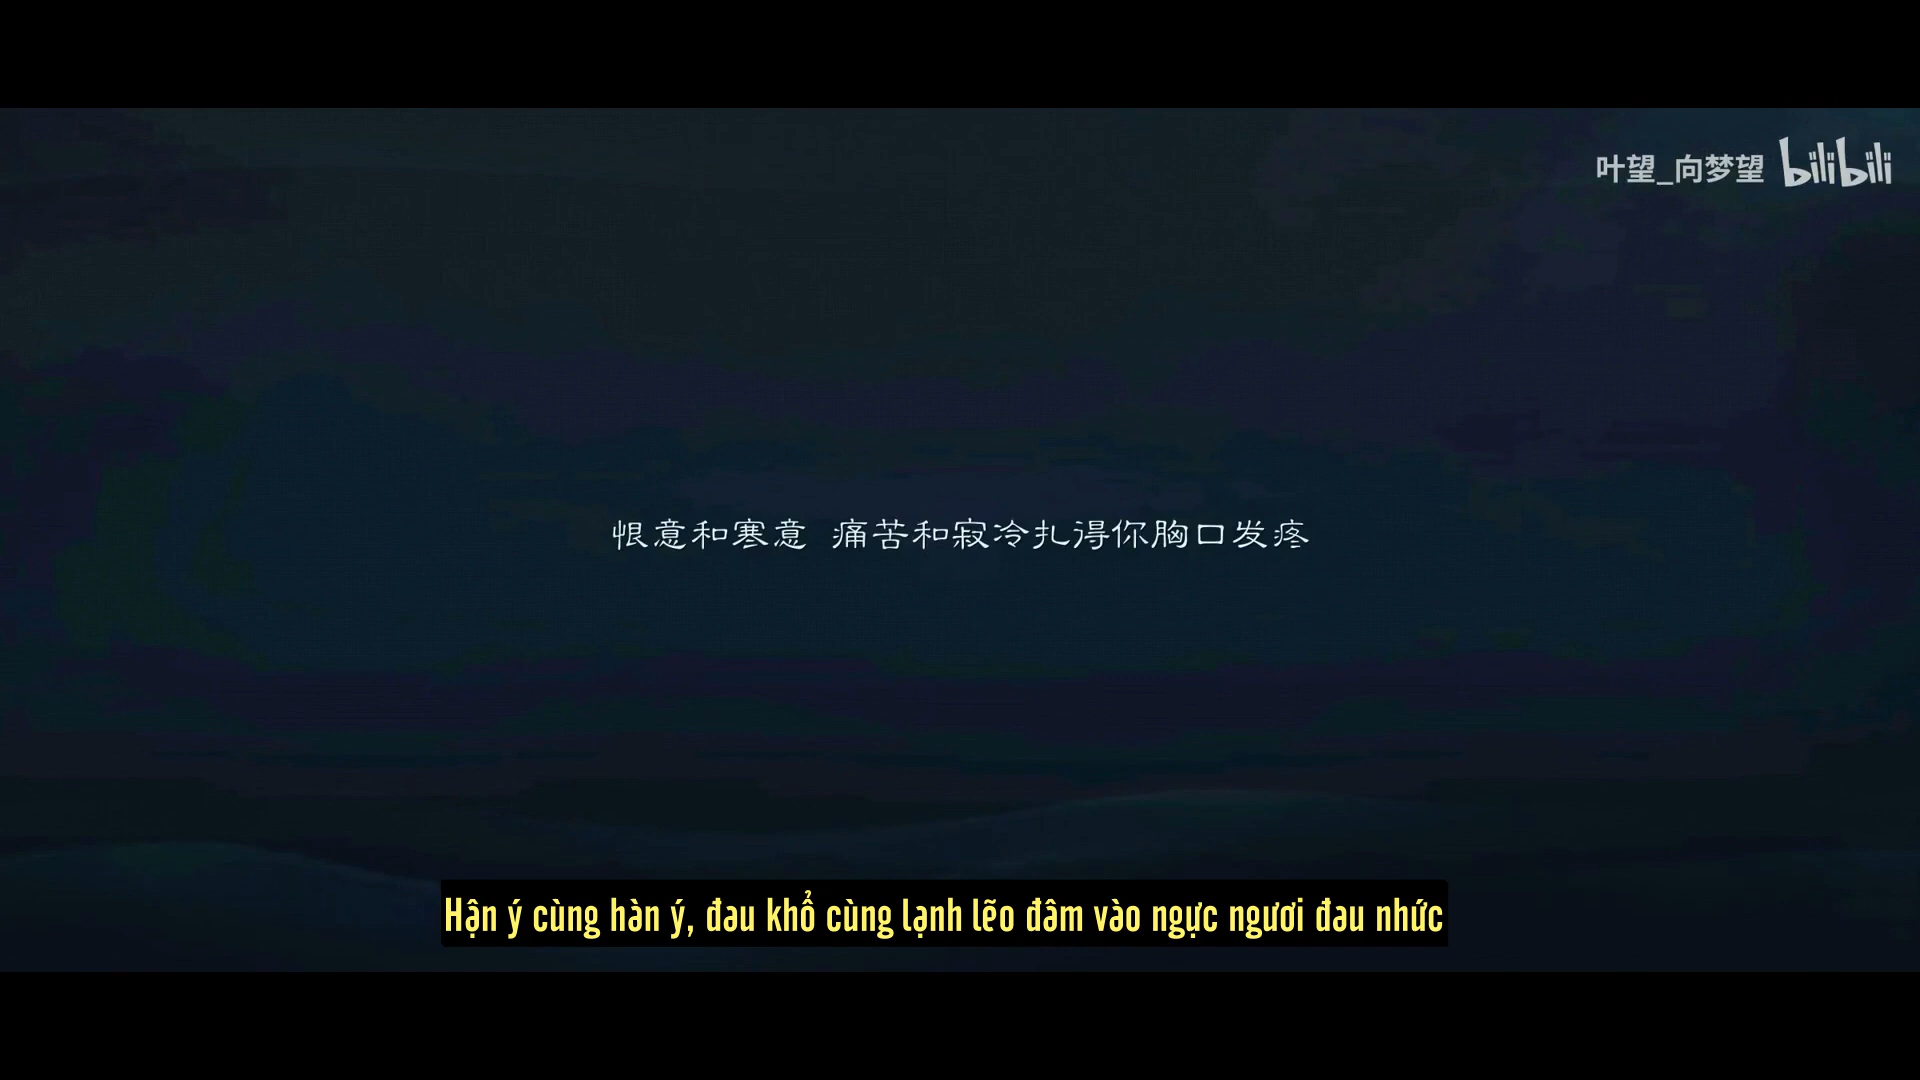 叶望_向梦望 bilibili
恨意和寒意 痛苦和寂冷扎得你胸口发疼
Hận ý cùng hàn ý, đau khổ cùng lạnh lẽo đâm vào ngực ngươi đau nhức